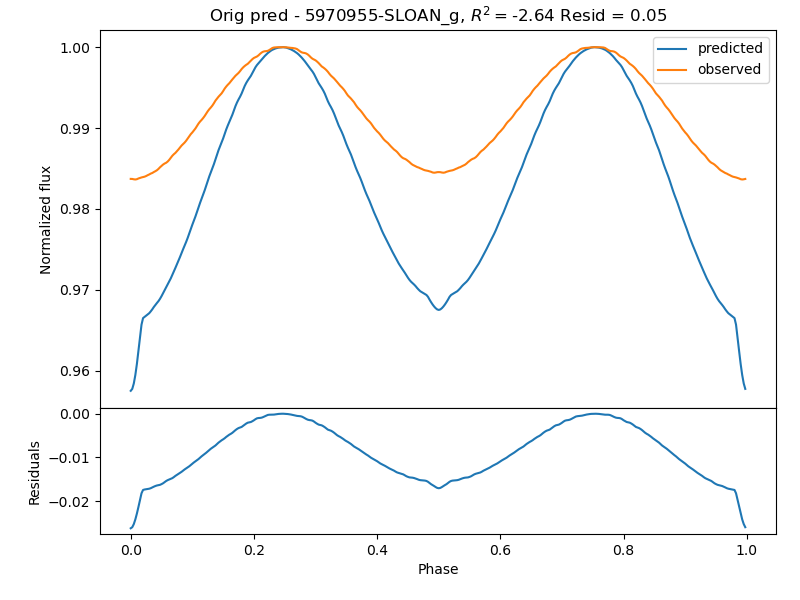 Orig pred - 5970955-SLOAN_g, R² = -2.64 Resid = 0.05
predicted
observed
1.00
0.99
0.98
0.97
0.96
Normalized flux
0.00
−0.01
−0.02
Residuals
0.0 0.2 0.4 0.6 0.8 1.0
Phase